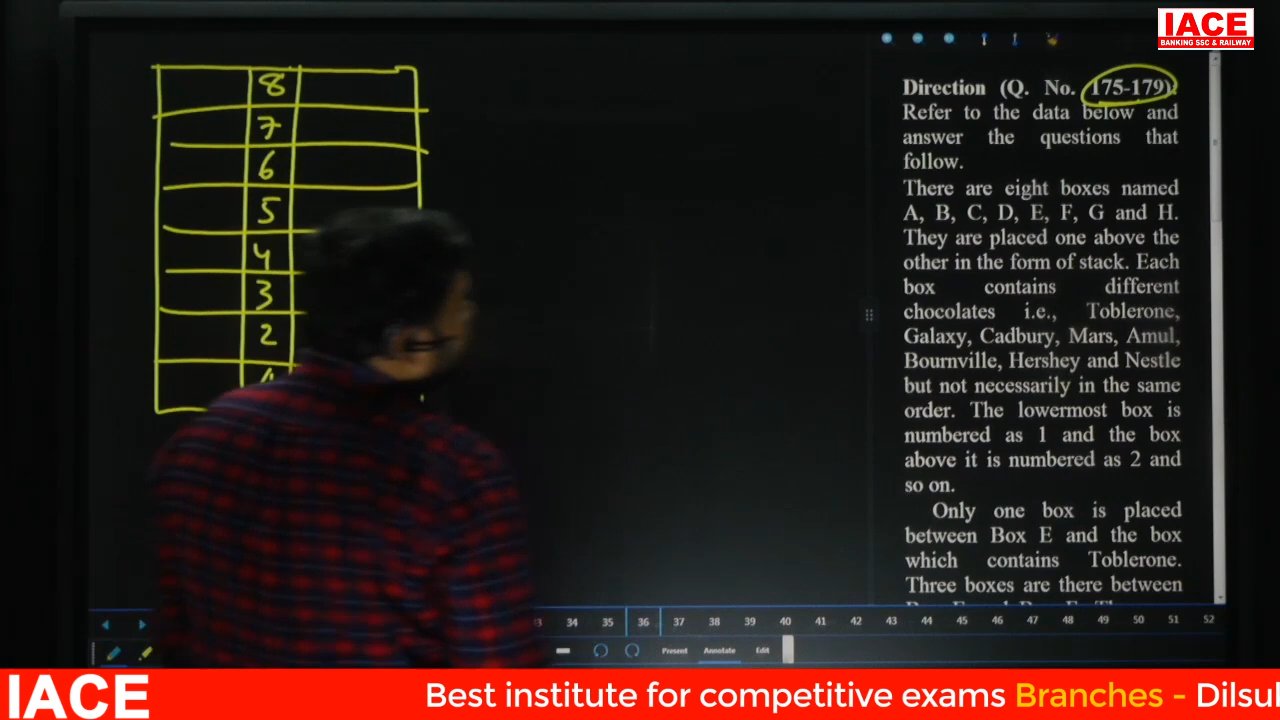 IACE
BANKING SSC & RAILWAY
8
7
6
5
4
3
2
Direction (Q. No. 175-179):
Refer to the data below and
answer the questions that
follow.
There are eight boxes named
A, B, C, D, E, F, G and H.
They are placed one above the
other in the form of stack. Each
box contains different
chocolates i.e., Toblerone,
Galaxy, Cadbury, Mars, Amul,
Bournville, Hershey and Nestle
but not necessarily in the same
order. The lowermost box is
numbered as 1 and the box
above it is numbered as 2 and
so on.
Only one box is placed
between Box E and the box
which contains Toblerone.
Three boxes are there between
34 35 36 37 38 39 40 41 42 43 44 45 46 47 48 49 50 51 52
Present Annotate Edit
IACE
Best institute for competitive exams Branches - Dilsu